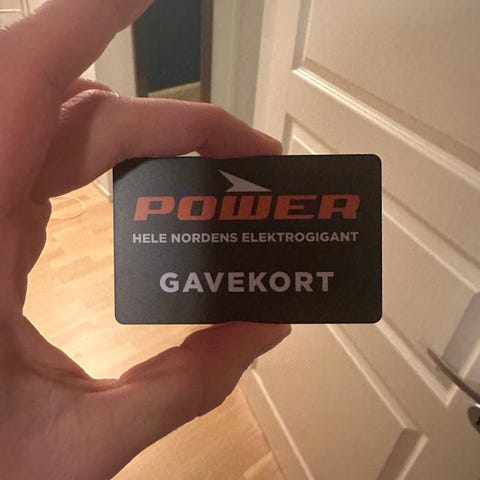 POWER
HELE NORDENS ELEKTROGIGANT
GAVEKORT